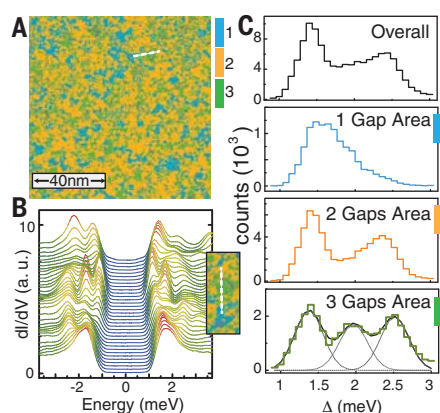 A
1
2
3
40nm
B
10
dI/dV (a. u.)
0
-2 0 2
Energy (meV)
C
Overall
8
4
0
1 Gap Area
1
0
2 Gaps Area
6
4
2
0
3 Gaps Area
2
0
counts (10³)
1 1.5 2 2.5 3
Δ (meV)